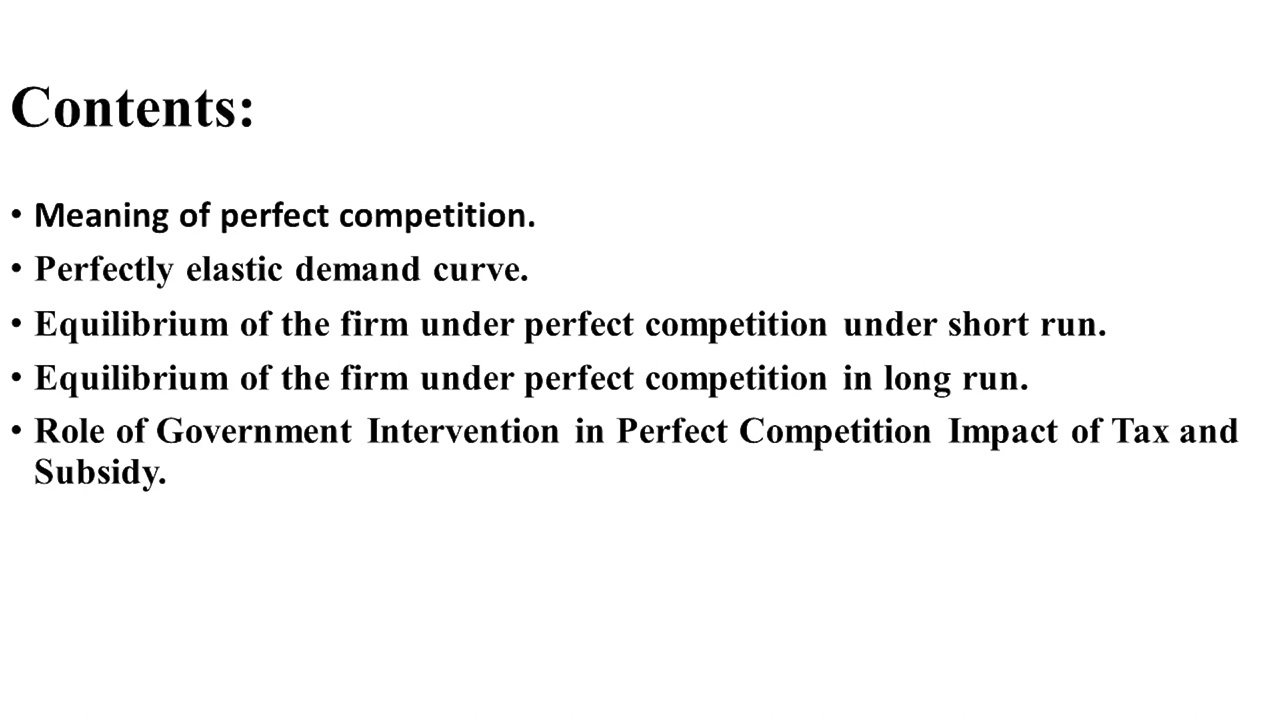 Contents:
• Meaning of perfect competition.
• Perfectly elastic demand curve.
• Equilibrium of the firm under perfect competition under short run.
• Equilibrium of the firm under perfect competition in long run.
• Role of Government Intervention in Perfect Competition Impact of Tax and
Subsidy.